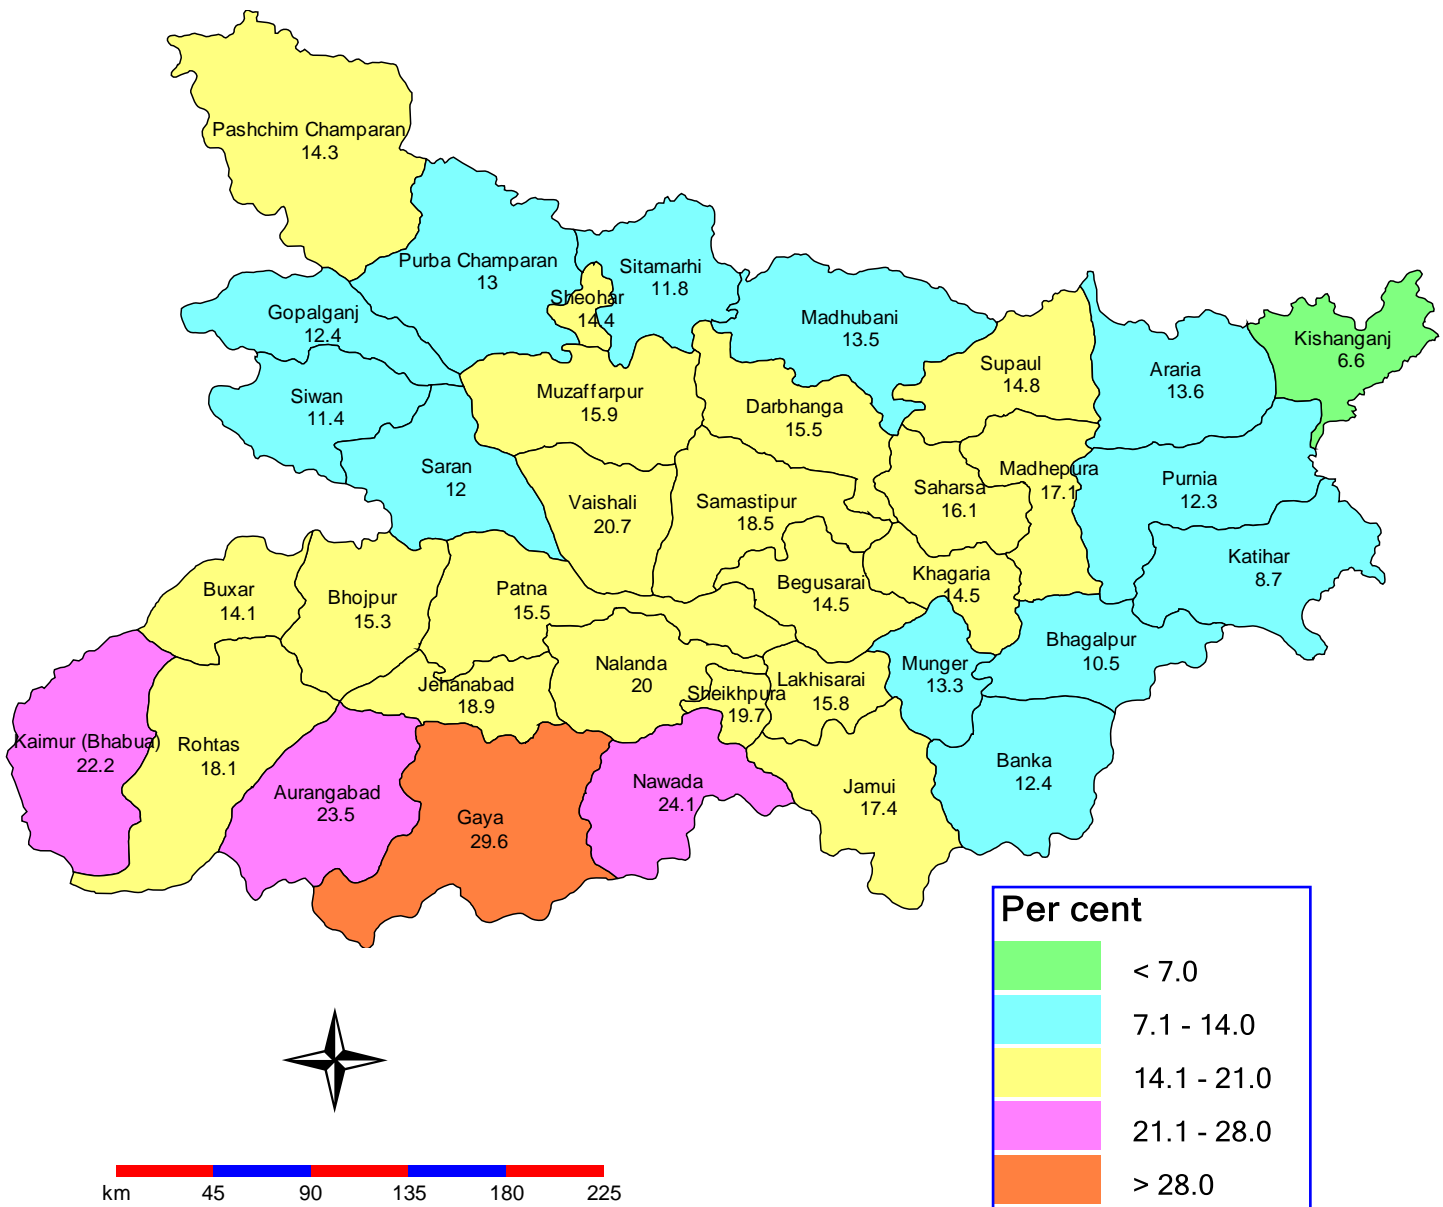 Pashchim Champaran
14.3
Purba Champaran
13
Sitamarhi
11.8
Sheohar
14.4
Gopalganj
12.4
Madhubani
13.5
Kishanganj
6.6
Supaul
14.8
Araria
13.6
Siwan
11.4
Muzaffarpur
15.9
Darbhanga
15.5
Saran
12
Vaishali
20.7
Samastipur
18.5
Saharsa
16.1
Madhepura
17.1
Purnia
12.3
Katihar
8.7
Buxar
14.1
Bhojpur
15.3
Patna
15.5
Begusarai
14.5
Khagaria
14.5
Bhagalpur
10.5
Munger
13.3
Jehanabad
18.9
Nalanda
20
Sheikhpura
19.7
Lakhisarai
15.8
Kaimur (Bhabua)
22.2
Rohtas
18.1
Aurangabad
23.5
Gaya
29.6
Nawada
24.1
Jamui
17.4
Banka
12.4
Per cent
< 7.0
7.1 - 14.0
14.1 - 21.0
21.1 - 28.0
> 28.0
km 45 90 135 180 225